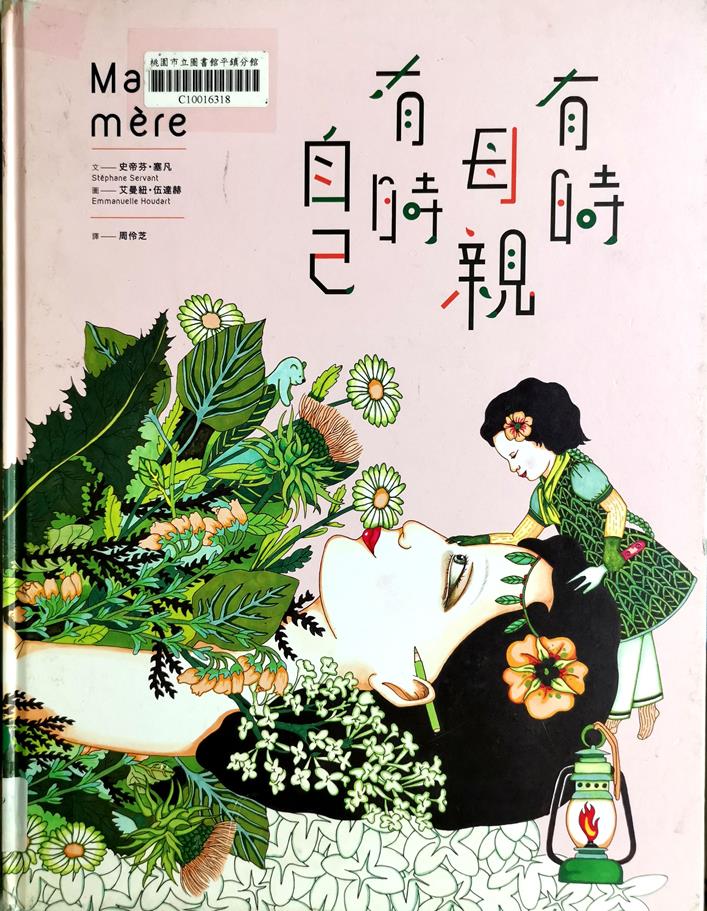 桃園市立圖書館平鎮分館
C10016318
Ma
mère
文──史帝芬・塞凡
Stéphane Servant
圖──艾曼紐・伍達赫
Emmanuelle Houdart
譯──周伶芝
有時
母親
有時
自己